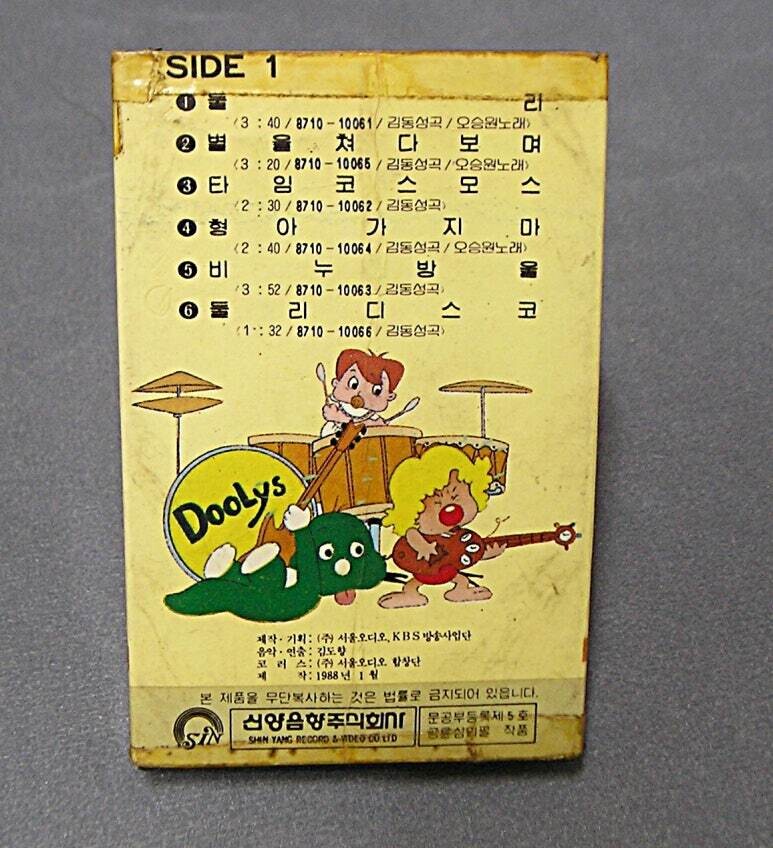 SIDE 1
❶ 둘 리
(3 : 40 / 8710 - 10061 / 김동성곡 / 오승원노래)
❷ 별 을 쳐 다 보 며
(3 : 20 / 8710 - 10065 / 김동성곡 / 오승원노래)
❸ 타 임 코 스 모 스
(2 : 30 / 8710 - 10062 / 김동성곡)
❹ 형 아 가 지 마
(2 : 40 / 8710 - 10064 / 김동성곡 / 오승원노래)
❺ 비 누 방 울
(3 : 52 / 8710 - 10063 / 김동성곡)
❻ 둘 리 디 스 코
(1 : 32 / 8710 - 10066 / 김동성곡)
DOOLYS
제작 · 기획: (주) 서울오디오, KBS 방송사업단
음악 · 연출: 김도향
코 러 스: (주) 서울오디오 합창단
제 작: 1988년 1월
본 제품을 무단복사하는 것은 법률로 금지되어 있읍니다.
SIN
신양음향주식회사
SHIN YANG RECORD & VIDEO CO LTD
문공부등록제 5 호
작품